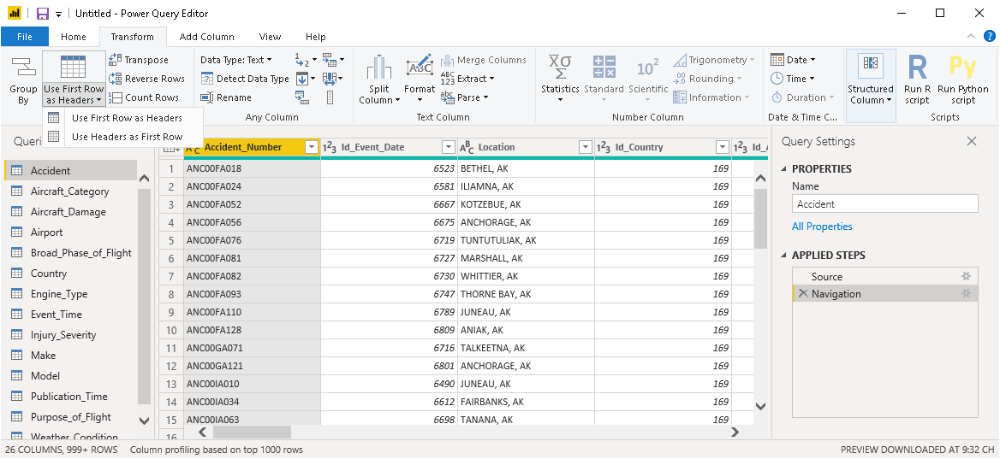 Untitled - Power Query Editor
File Home Transform Add Column View Help
Group By
Use First Row as Headers
Transpose
Reverse Rows
Count Rows
Data Type: Text
Detect Data Type
Rename
Any Column
Split Column
Format
Merge Columns
Extract
Parse
Text Column
Statistics
Standard
Scientific
Trigonometry
Rounding
Information
Number Column
Date
Time
Duration
Date & Time C...
Structured Column
Run R script
Run Python script
Scripts
Use First Row as Headers
Use Headers as First Row
Queri
Accident
Aircraft_Category
Aircraft_Damage
Airport
Broad_Phase_of_Flight
Country
Engine_Type
Event_Time
Injury_Severity
Make
Model
Publication_Time
Purpose_of_Flight
Weather_Condition
Accident_Number Id_Event_Date Location Id_Country Id_A
1 ANC00FA018 6523 BETHEL, AK 169
2 ANC00FA024 6581 ILIAMNA, AK 169
3 ANC00FA052 6667 KOTZEBUE, AK 169
4 ANC00FA056 6675 ANCHORAGE, AK 169
5 ANC00FA076 6719 TUNTUTULIAK, AK 169
6 ANC00FA081 6727 MARSHALL, AK 169
7 ANC00FA082 6730 WHITTIER, AK 169
8 ANC00FA093 6747 THORNE BAY, AK 169
9 ANC00FA110 6789 JUNEAU, AK 169
10 ANC00FA128 6809 ANIAK, AK 169
11 ANC00GA071 6716 TALKEETNA, AK 169
12 ANC00GA121 6801 ANCHORAGE, AK 169
13 ANC00IA010 6490 JUNEAU, AK 169
14 ANC00IA034 6612 FAIRBANKS, AK 169
15 ANC00IA063 6698 TANANA, AK 169
16
Query Settings
PROPERTIES
Name
Accident
All Properties
APPLIED STEPS
Source
Navigation
26 COLUMNS, 999+ ROWS Column profiling based on top 1000 rows PREVIEW DOWNLOADED AT 9:32 CH